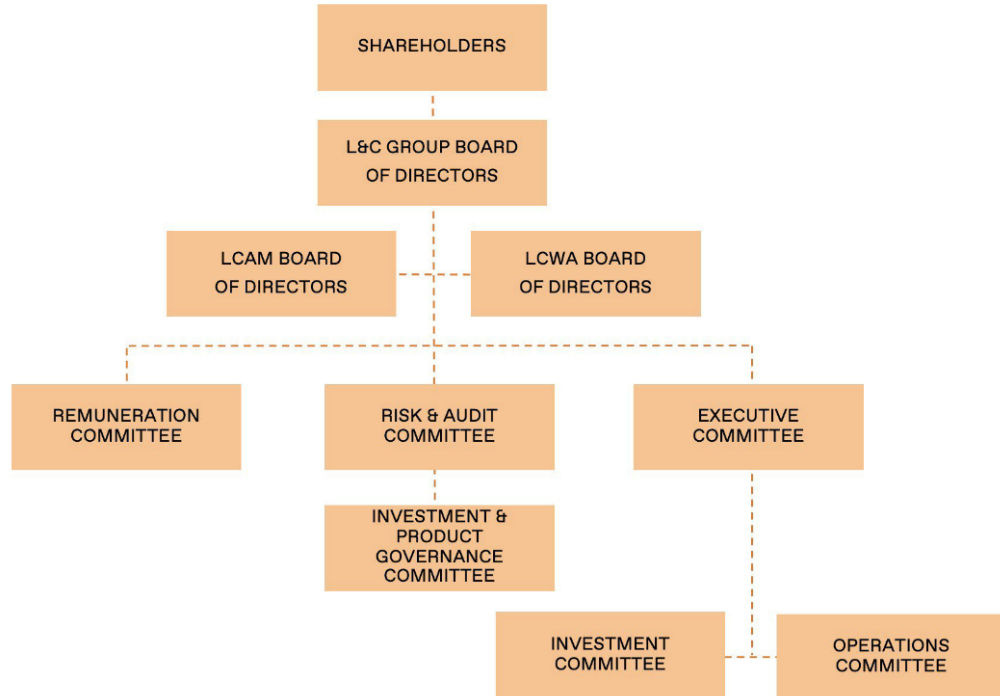 SHAREHOLDERS
L&C GROUP BOARD
OF DIRECTORS
LCAM BOARD
OF DIRECTORS
LCWA BOARD
OF DIRECTORS
REMUNERATION
COMMITTEE
RISK & AUDIT
COMMITTEE
EXECUTIVE
COMMITTEE
INVESTMENT &
PRODUCT
GOVERNANCE
COMMITTEE
INVESTMENT
COMMITTEE
OPERATIONS
COMMITTEE